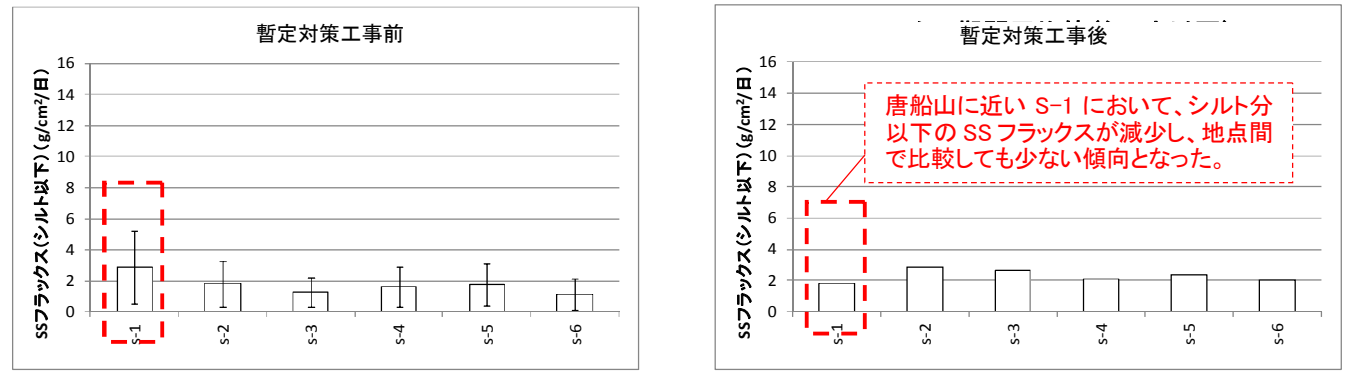 暫定対策工事前
SSフラックス(シルト以下) (g/cm²/日)
16
14
12
10
8
6
4
2
0
s-1
s-2
s-3
s-4
s-5
s-6
暫定対策工事後
SSフラックス(シルト以下) (g/cm²/日)
16
14
12
10
8
6
4
2
0
唐船山に近い S-1 において、シルト分
以下の SS フラックスが減少し、地点間
で比較しても少ない傾向となった。
s-1
s-2
s-3
s-4
s-5
s-6